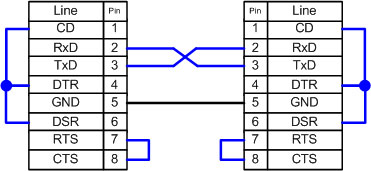 Line Pin Pin Line
CD 1 1 CD
RxD 2 2 RxD
TxD 3 3 TxD
DTR 4 4 DTR
GND 5 5 GND
DSR 6 6 DSR
RTS 7 7 RTS
CTS 8 8 CTS